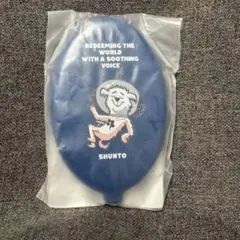 REDEEMING THE
WORLD
WITH A SOOTHING
VOICE
SHUNTO